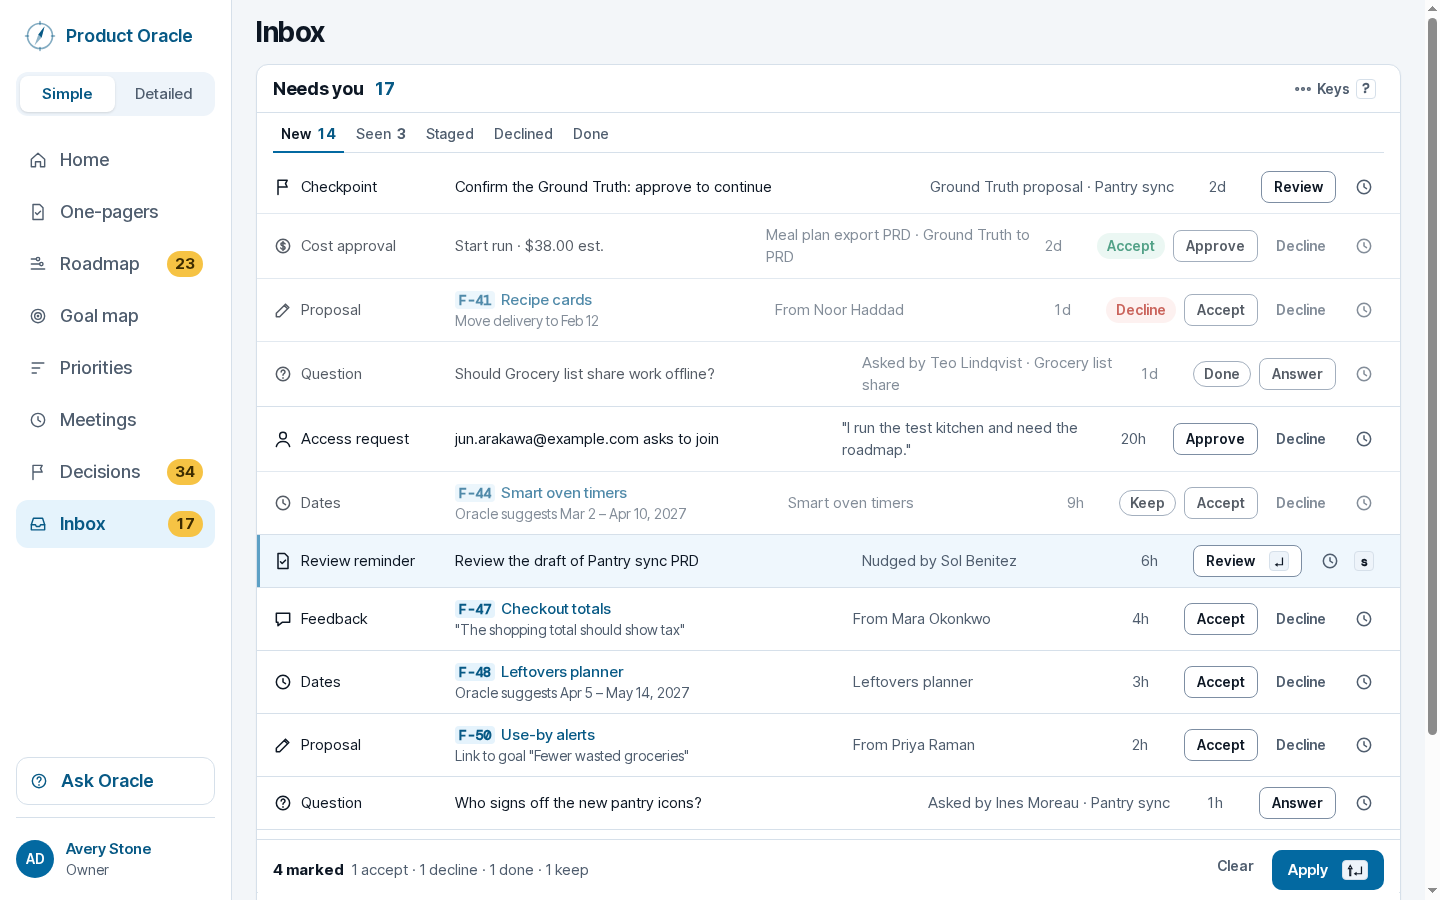 Product Oracle
Simple
Detailed
Home
One-pagers
Roadmap 23
Goal map
Priorities
Meetings
Decisions 34
Inbox 17
Ask Oracle
AD
Avery Stone
Owner
Inbox
Needs you 17
Keys ?
New 14 Seen 3 Staged Declined Done
Checkpoint Confirm the Ground Truth: approve to continue Ground Truth proposal · Pantry sync 2d Review
Cost approval Start run · $38.00 est. Meal plan export PRD · Ground Truth to
PRD 2d Accept Approve Decline
Proposal F-41 Recipe cards
Move delivery to Feb 12 From Noor Haddad 1d Decline Accept Decline
Question Should Grocery list share work offline? Asked by Teo Lindqvist · Grocery list
share 1d Done Answer
Access request jun.arakawa@example.com asks to join "I run the test kitchen and need the
roadmap." 20h Approve Decline
Dates F-44 Smart oven timers
Oracle suggests Mar 2 – Apr 10, 2027 Smart oven timers 9h Keep Accept Decline
Review reminder Review the draft of Pantry sync PRD Nudged by Sol Benitez 6h Review ↵ s
Feedback F-47 Checkout totals
"The shopping total should show tax" From Mara Okonkwo 4h Accept Decline
Dates F-48 Leftovers planner
Oracle suggests Apr 5 – May 14, 2027 Leftovers planner 3h Accept Decline
Proposal F-50 Use-by alerts
Link to goal "Fewer wasted groceries" From Priya Raman 2h Accept Decline
Question Who signs off the new pantry icons? Asked by Ines Moreau · Pantry sync 1h Answer
4 marked 1 accept · 1 decline · 1 done · 1 keep Clear Apply ↑↵